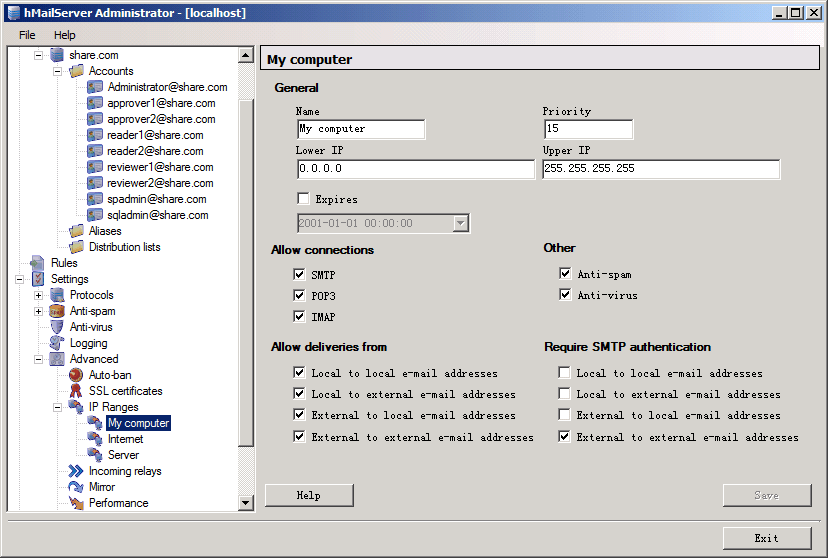 hMailServer Administrator - [localhost]
File Help
share.com
Accounts
Administrator@share.com
approver1@share.com
approver2@share.com
reader1@share.com
reader2@share.com
reviewer1@share.com
reviewer2@share.com
spadmin@share.com
sqladmin@share.com
Aliases
Distribution lists
Rules
Settings
Protocols
Anti-spam
Anti-virus
Logging
Advanced
Auto-ban
SSL certificates
IP Ranges
My computer
Internet
Server
Incoming relays
Mirror
Performance
My computer
General
Name Priority
My computer 15
Lower IP Upper IP
0.0.0.0 255.255.255.255
Expires
2001-01-01 00:00:00
Allow connections
SMTP
POP3
IMAP
Other
Anti-spam
Anti-virus
Allow deliveries from
Local to local e-mail addresses
Local to external e-mail addresses
External to local e-mail addresses
External to external e-mail addresses
Require SMTP authentication
Local to local e-mail addresses
Local to external e-mail addresses
External to local e-mail addresses
External to external e-mail addresses
Help Save
Exit